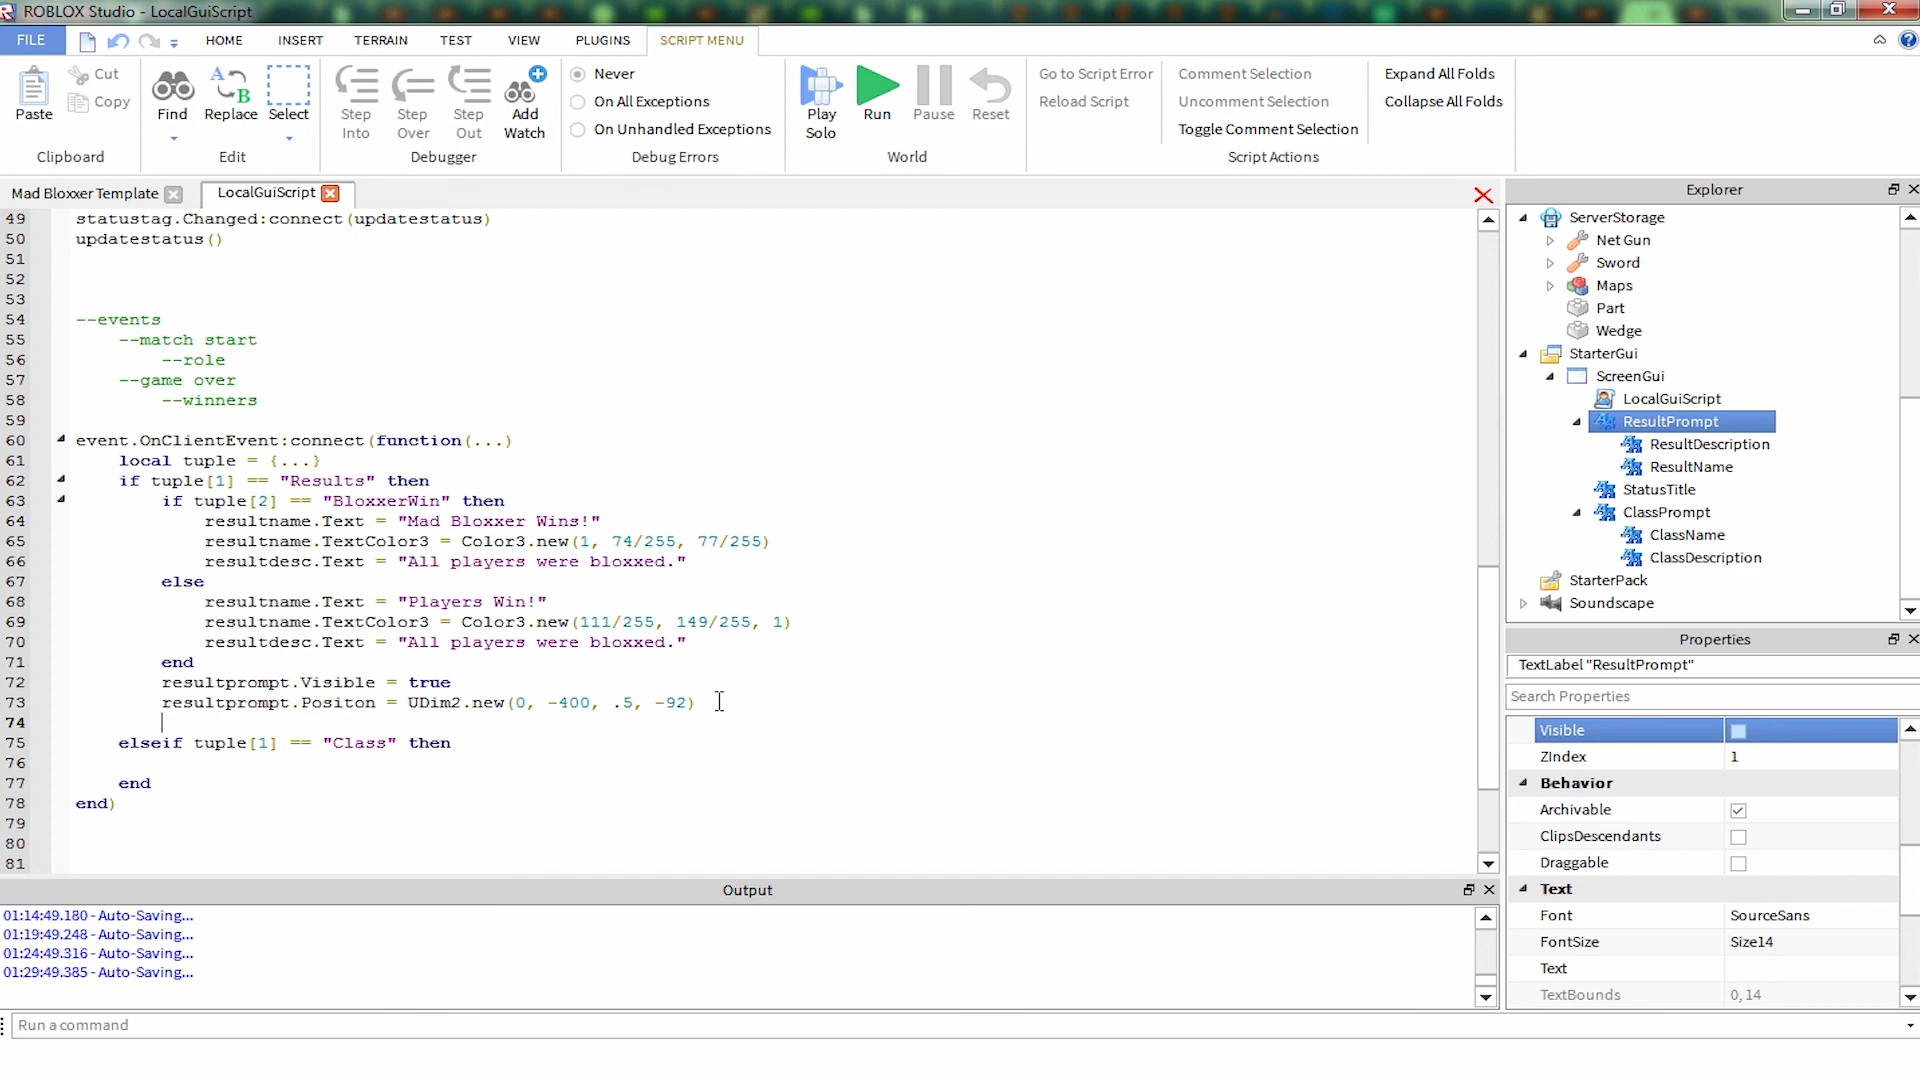 ROBLOX Studio - LocalGuiScript
FILE HOME INSERT TERRAIN TEST VIEW PLUGINS SCRIPT MENU
Paste
Cut
Copy
Clipboard
Find
Replace
Select
Edit
Step Into
Step Over
Step Out
Add Watch
Debugger
Never
On All Exceptions
On Unhandled Exceptions
Debug Errors
Play Solo
Run
Pause
Reset
World
Go to Script Error
Reload Script
Comment Selection
Uncomment Selection
Toggle Comment Selection
Script Actions
Expand All Folds
Collapse All Folds
Mad Bloxxer Template
LocalGuiScript
49 statustag.Changed:connect(updatestatus)
50 updatestatus()
51
52
53
54 --events
55 --match start
56 --role
57 --game over
58 --winners
59
60 event.OnClientEvent:connect(function(...)
61 local tuple = {...}
62 if tuple[1] == "Results" then
63 if tuple[2] == "BloxxerWin" then
64 resultname.Text = "Mad Bloxxer Wins!"
65 resultname.TextColor3 = Color3.new(1, 74/255, 77/255)
66 resultdesc.Text = "All players were bloxxed."
67 else
68 resultname.Text = "Players Win!"
69 resultname.TextColor3 = Color3.new(111/255, 149/255, 1)
70 resultdesc.Text = "All players were bloxxed."
71 end
72 resultprompt.Visible = true
73 resultprompt.Positon = UDim2.new(0, -400, .5, -92)
74
75 elseif tuple[1] == "Class" then
76
77 end
78 end)
79
80
81
Output
01:14:49.180 - Auto-Saving...
01:19:49.248 - Auto-Saving...
01:24:49.316 - Auto-Saving...
01:29:49.385 - Auto-Saving...
Run a command
Explorer
ServerStorage
Net Gun
Sword
Maps
Part
Wedge
StarterGui
ScreenGui
LocalGuiScript
ResultPrompt
ResultDescription
ResultName
StatusTitle
ClassPrompt
ClassName
ClassDescription
StarterPack
Soundscape
Properties
TextLabel "ResultPrompt"
Search Properties
Visible
ZIndex 1
Behavior
Archivable
ClipsDescendants
Draggable
Text
Font SourceSans
FontSize Size14
Text
TextBounds 0, 14